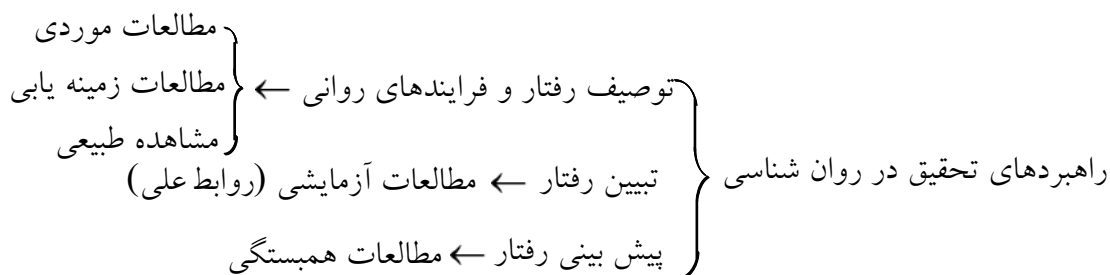 مطالعات موردی
توصیف رفتار و فرایندهای روانی ← مطالعات زمینه یابی
مشاهده طبیعی
راهبردهای تحقیق در روان شناسی
تبیین رفتار ← مطالعات آزمایشی (روابط علی)
پیش بینی رفتار ← مطالعات همبستگی